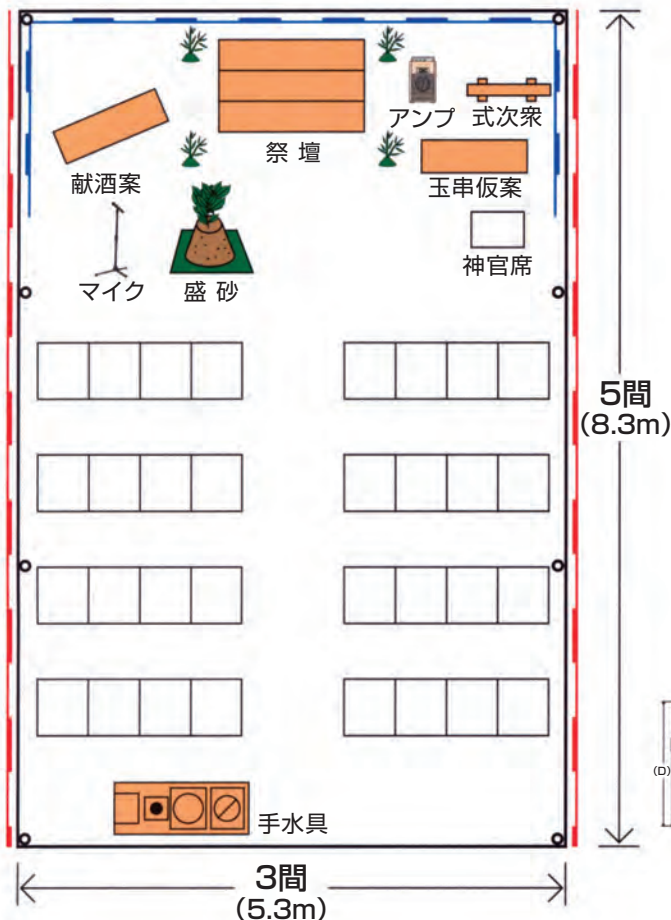 アンプ
式次衆
祭 壇
献酒案
玉串仮案
神官席
マイク
盛 砂
5間
(8.3m)
(D)
手水具
3間
(5.3m)